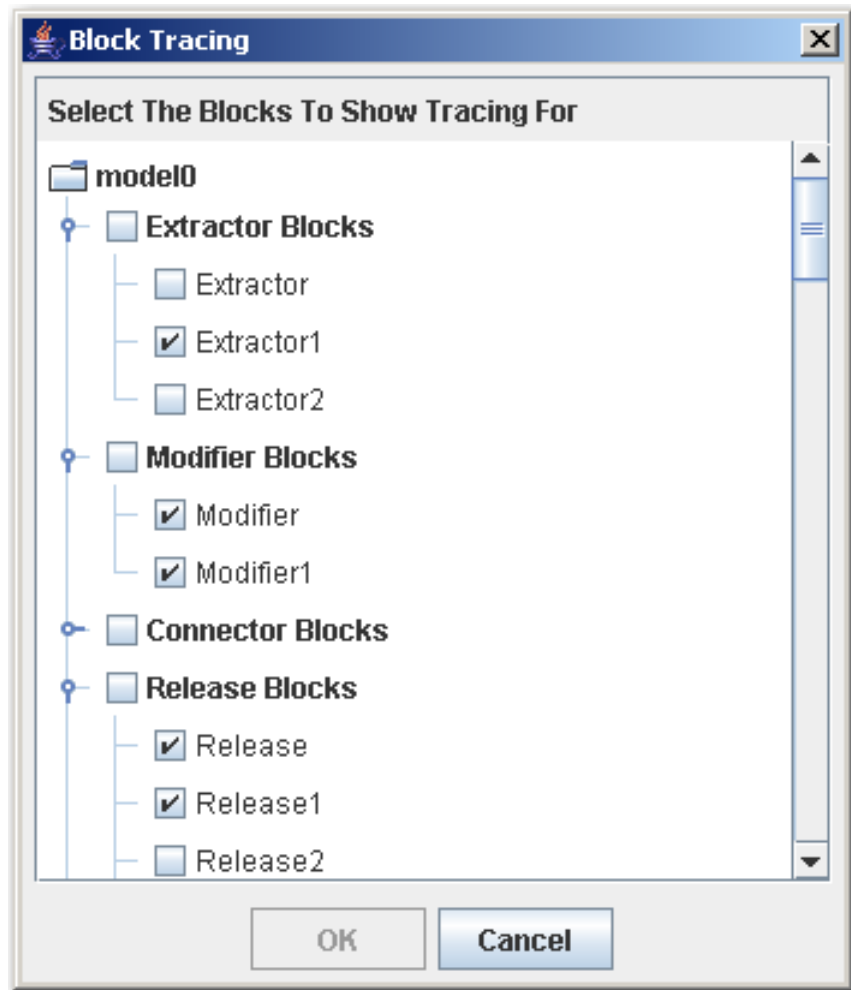 Block Tracing
Select The Blocks To Show Tracing For
model0
Extractor Blocks
Extractor
Extractor1
Extractor2
Modifier Blocks
Modifier
Modifier1
Connector Blocks
Release Blocks
Release
Release1
Release2
OK Cancel